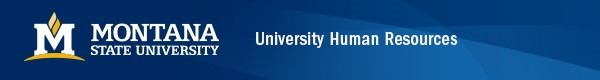 M MONTANA
STATE UNIVERSITY
University Human Resources